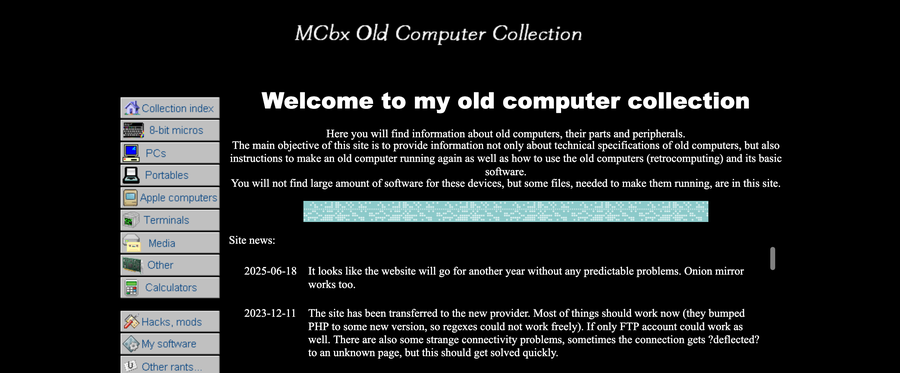 MCbx Old Computer Collection
Collection index
8-bit micros
PCs
Portables
Apple computers
Terminals
Media
Other
Calculators
Hacks, mods
My software
Other rants...
Welcome to my old computer collection
Here you will find information about old computers, their parts and peripherals.
The main objective of this site is to provide information not only about technical specifications of old computers, but also
instructions to make an old computer running again as well as how to use the old computers (retrocomputing) and its basic
software.
You will not find large amount of software for these devices, but some files, needed to make them running, are in this site.
Site news:
2025-06-18 It looks like the website will go for another year without any predictable problems. Onion mirror
works too.
2023-12-11 The site has been transferred to the new provider. Most of things should work now (they bumped
PHP to some new version, so regexes could not work freely). If only FTP account could work as
well. There are also some strange connectivity problems, sometimes the connection gets ?deflected?
to an unknown page, but this should get solved quickly.